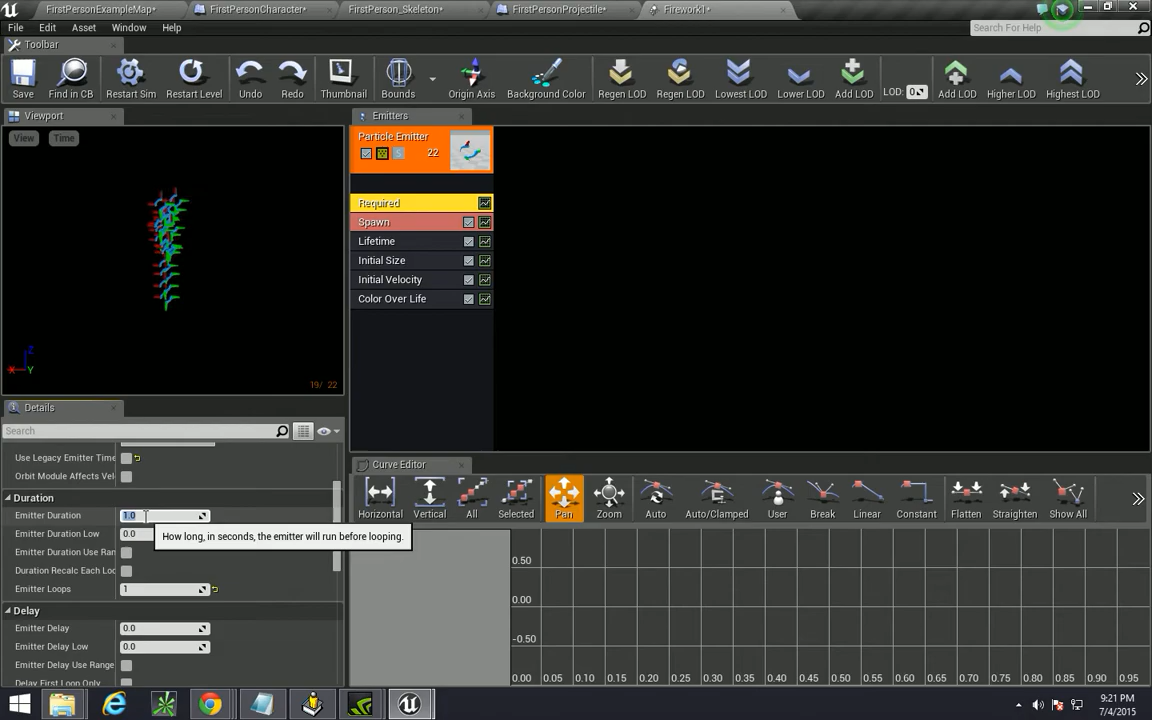 FirstPersonExampleMap*
FirstPersonCharacter*
FirstPerson_Skeleton*
FirstPersonProjectile*
Firework1*
File Edit Asset Window Help
Search For Help
Toolbar
Save
Find in CB
Restart Sim
Restart Level
Undo
Redo
Thumbnail
Bounds
Origin Axis
Background Color
Regen LOD
Regen LOD
Lowest LOD
Lower LOD
Add LOD
LOD: 0
Add LOD
Higher LOD
Highest LOD
Viewport
View
Time
Z
X
Y
19/ 22
Emitters
Particle Emitter
S
22
Required
Spawn
Lifetime
Initial Size
Initial Velocity
Color Over Life
Details
Search
Use Legacy Emitter Time
Orbit Module Affects Vel
Duration
Emitter Duration 1.0
How long, in seconds, the emitter will run before looping.
Emitter Duration Low 0.0
Emitter Duration Use Ran
Duration Recalc Each Loo
Emitter Loops 1
Delay
Emitter Delay 0.0
Emitter Delay Low 0.0
Emitter Delay Use Range
Delay First Loop Only
Curve Editor
Horizontal
Vertical
All
Selected
Pan
Zoom
Auto
Auto/Clamped
User
Break
Linear
Constant
Flatten
Straighten
Show All
0.50
0.00
-0.50
0.05 0.10 0.15 0.20 0.25 0.30 0.35 0.40 0.45 0.50 0.55 0.60 0.65 0.70 0.75 0.80 0.85 0.90 0.95
9:21 PM
7/4/2015